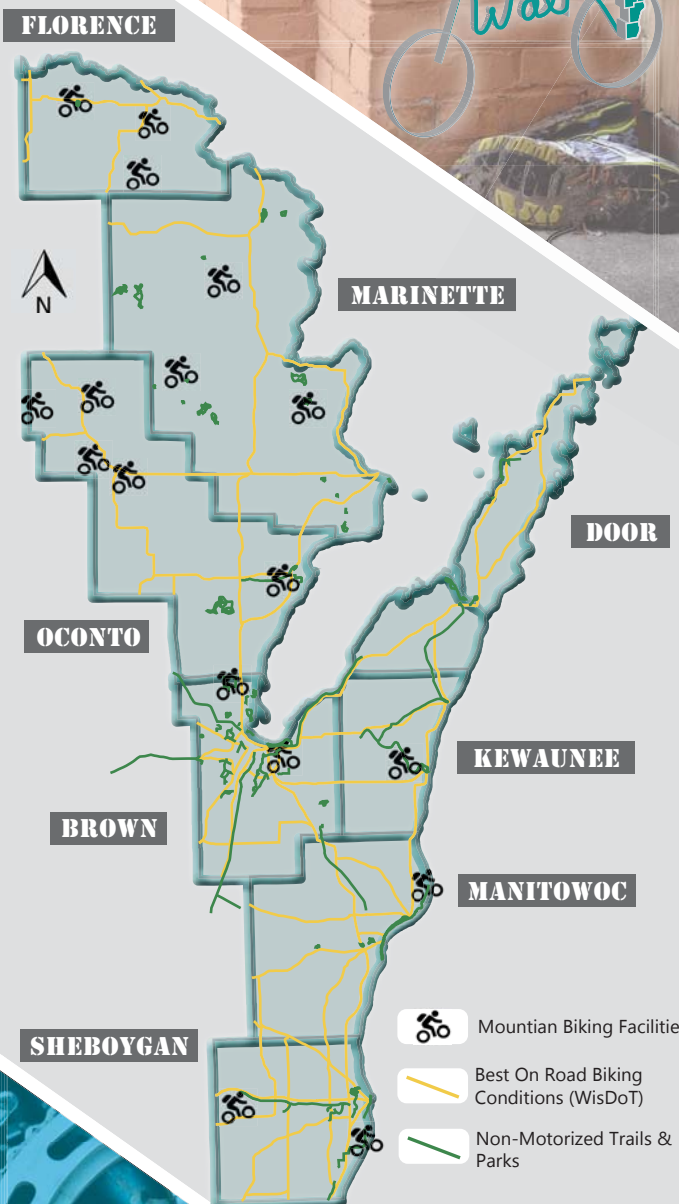 FLORENCE
Way
N
MARINETTE
DOOR
OCONTO
KEWAUNEE
BROWN
MANITOWOC
SHEBOYGAN
Mountian Biking Facilitie
Best On Road Biking
Conditions (WisDoT)
Non-Motorized Trails &
Parks